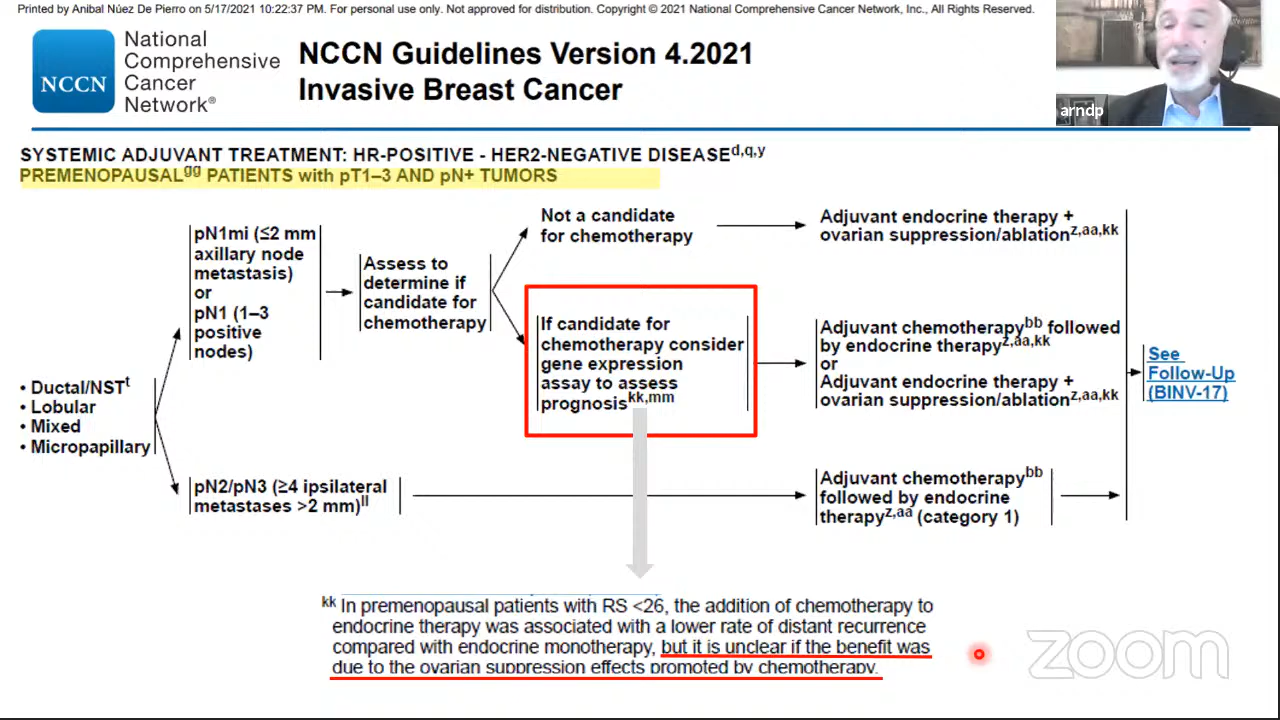 Printed by Anibal Núez De Pierro on 5/17/2021 10:22:37 PM. For personal use only. Not approved for distribution. Copyright © 2021 National Comprehensive Cancer Network, Inc., All Rights Reserved.
NCCN
National
Comprehensive
Cancer
Network®
NCCN Guidelines Version 4.2021
Invasive Breast Cancer
arndp
SYSTEMIC ADJUVANT TREATMENT: HR-POSITIVE - HER2-NEGATIVE DISEASEd,q,y
PREMENOPAUSALgg PATIENTS with pT1–3 AND pN+ TUMORS
• Ductal/NSTt
• Lobular
• Mixed
• Micropapillary
pN1mi (≤2 mm
axillary node
metastasis)
or
pN1 (1–3
positive
nodes)
Assess to
determine if
candidate for
chemotherapy
Not a candidate
for chemotherapy
Adjuvant endocrine therapy +
ovarian suppression/ablationz,aa,kk
If candidate for
chemotherapy consider
gene expression
assay to assess
prognosiskk,mm
Adjuvant chemotherapybb followed
by endocrine therapyz,aa,kk
or
Adjuvant endocrine therapy +
ovarian suppression/ablationz,aa,kk
See
Follow-Up
(BINV-17)
pN2/pN3 (≥4 ipsilateral
metastases >2 mm)ll
Adjuvant chemotherapybb
followed by endocrine
therapyz,aa (category 1)
kk In premenopausal patients with RS <26, the addition of chemotherapy to
endocrine therapy was associated with a lower rate of distant recurrence
compared with endocrine monotherapy, but it is unclear if the benefit was
due to the ovarian suppression effects promoted by chemotherapy.
zoom